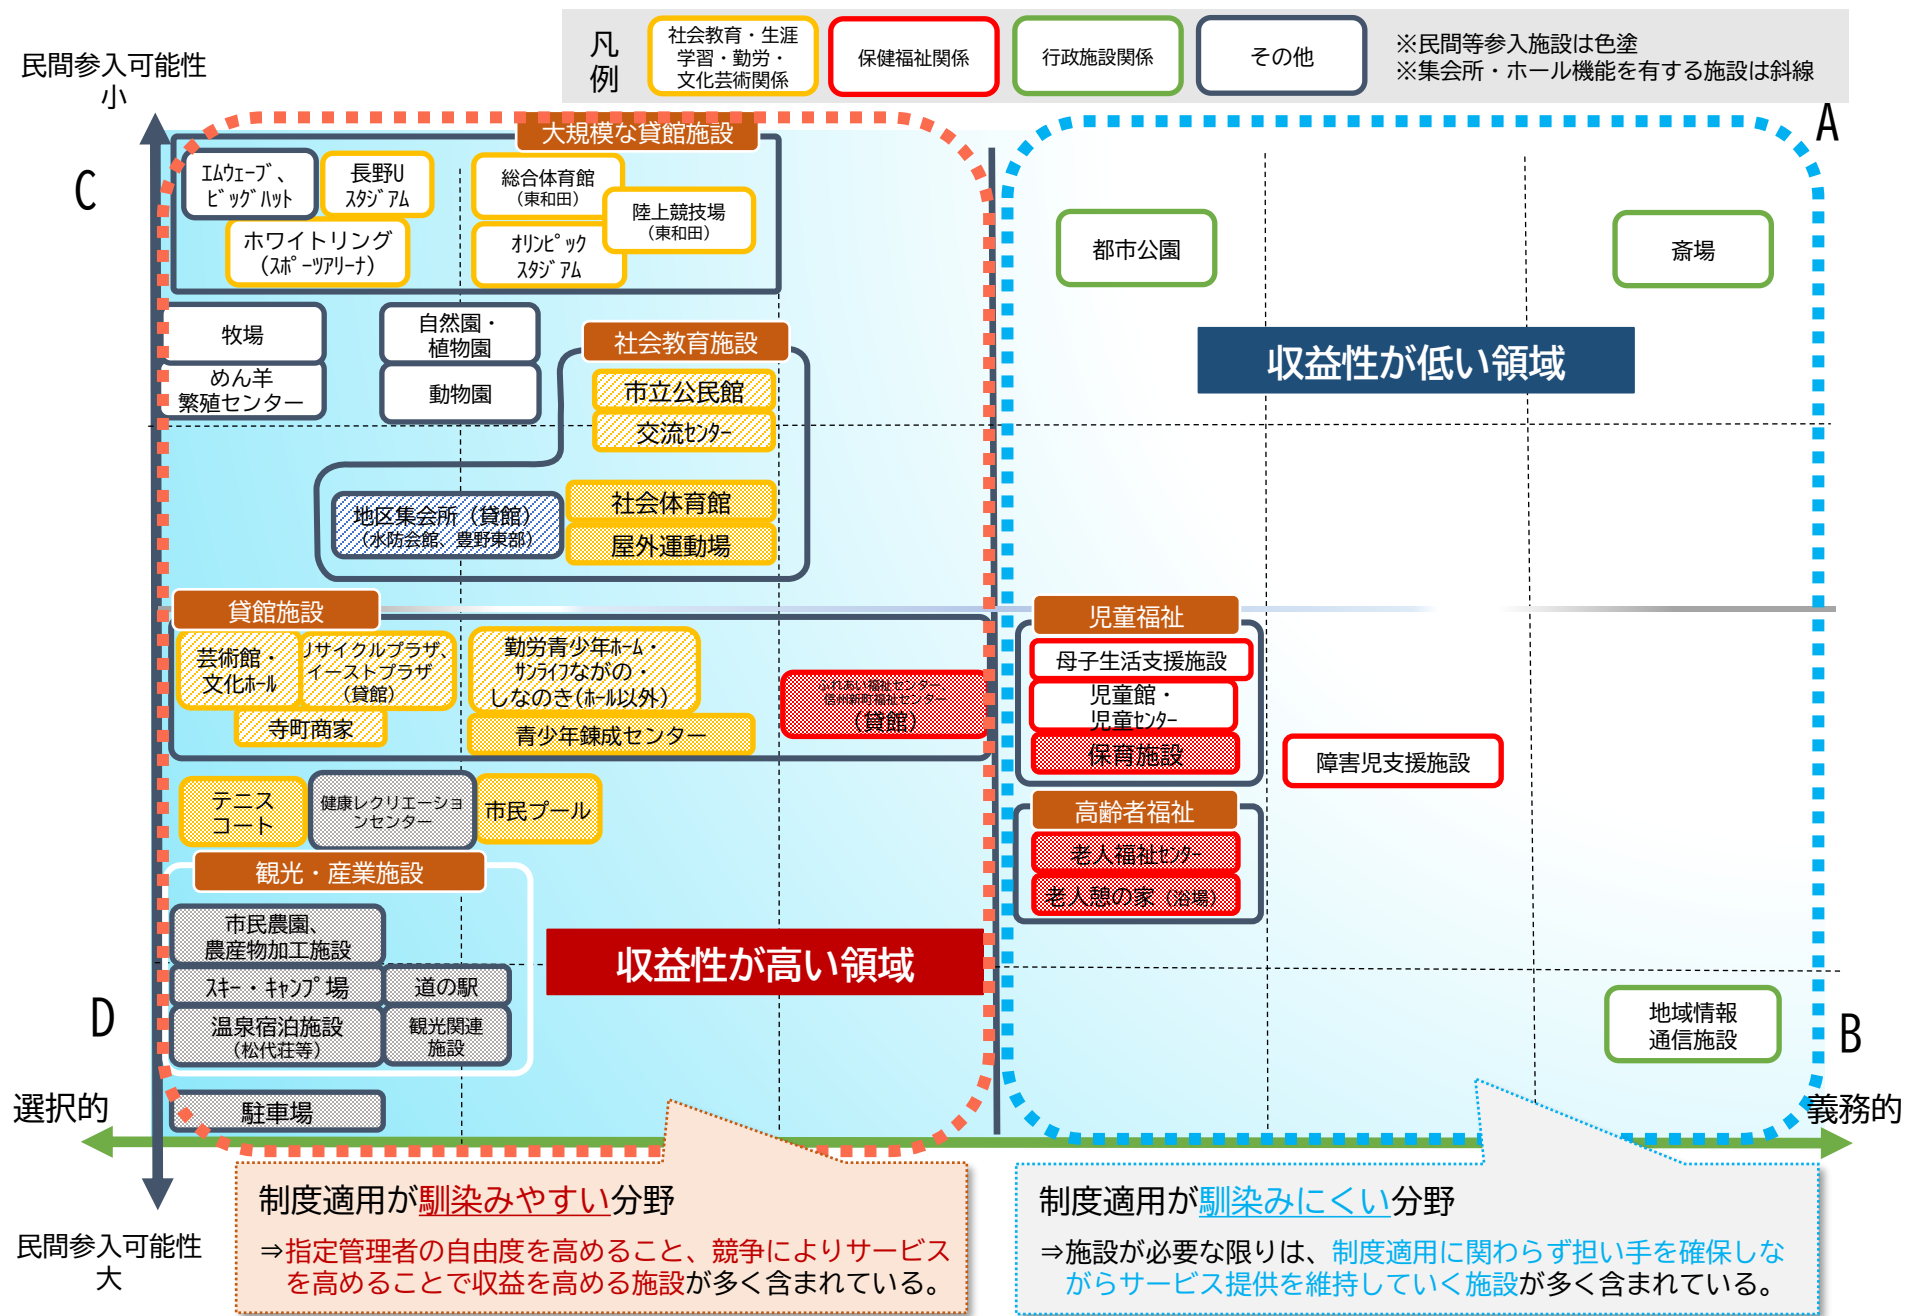 凡
例
社会教育・生涯
学習・勤労・
文化芸術関係
保健福祉関係
行政施設関係
その他
※民間等参入施設は色塗
※集会所・ホール機能を有する施設は斜線
民間参入可能性
小
A
C
大規模な貸館施設
エムウェーブ、
ビッグハット
長野U
スタジアム
総合体育館
（東和田）
陸上競技場
（東和田）
ホワイトリング
（スポーツアリーナ）
オリンピック
スタジアム
都市公園
斎場
収益性が低い領域
牧場
めん羊
繁殖センター
自然園・
植物園
動物園
社会教育施設
市立公民館
交流センター
地区集会所（貸館）
（水防会館、豊野東部）
社会体育館
屋外運動場
貸館施設
芸術館・
文化ホール
リサイクルプラザ、
イーストプラザ
（貸館）
寺町商家
勤労青少年ホーム・
サンライフながの・
しなのき(ホール以外）
青少年錬成センター
ふれあい福祉センター、
信州新町福祉センター
（貸館）
児童福祉
母子生活支援施設
児童館・
児童センター
保育施設
障害児支援施設
高齢者福祉
老人福祉センター
老人憩の家（浴場）
テニス
コート
健康レクリエーショ
ンセンター
市民プール
観光・産業施設
市民農園、
農産物加工施設
スキー・キャンプ場
道の駅
温泉宿泊施設
（松代荘等）
観光関連
施設
駐車場
収益性が高い領域
地域情報
通信施設
D
B
選択的
義務的
民間参入可能性
大
制度適用が馴染みやすい分野
⇒指定管理者の自由度を高めること、競争によりサービス
を高めることで収益を高める施設が多く含まれている。
制度適用が馴染みにくい分野
⇒施設が必要な限りは、制度適用に関わらず担い手を確保しな
がらサービス提供を維持していく施設が多く含まれている。